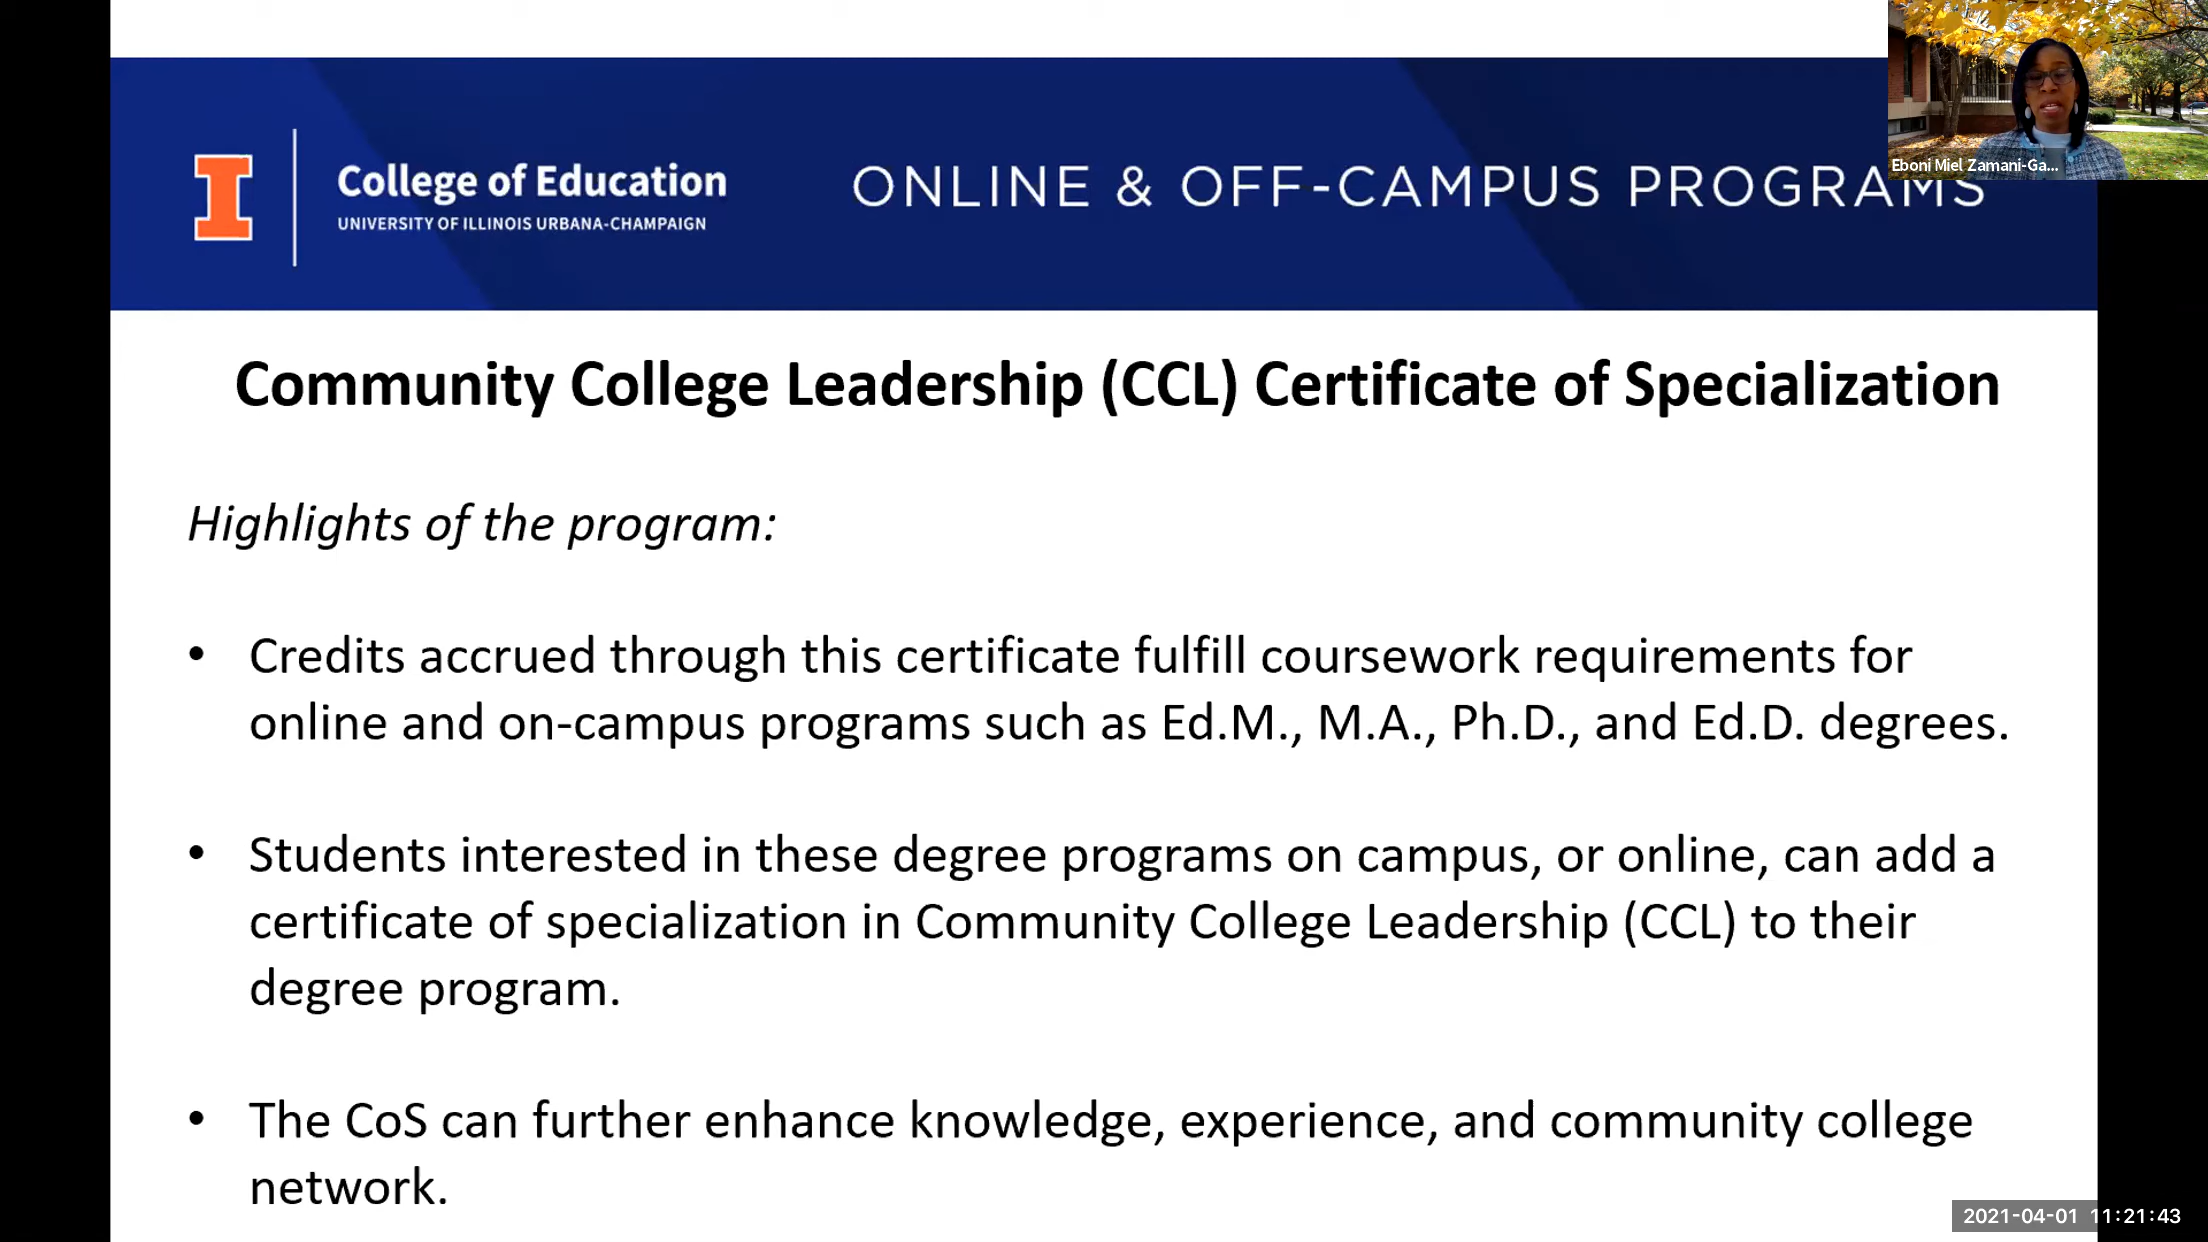 College of Education
UNIVERSITY OF ILLINOIS URBANA-CHAMPAIGN
ONLINE & OFF-CAMPUS PROGRAMS
Eboni Miel Zamani-Ga...
Community College Leadership (CCL) Certificate of Specialization
Highlights of the program:
• Credits accrued through this certificate fulfill coursework requirements for
online and on-campus programs such as Ed.M., M.A., Ph.D., and Ed.D. degrees.
• Students interested in these degree programs on campus, or online, can add a
certificate of specialization in Community College Leadership (CCL) to their
degree program.
• The CoS can further enhance knowledge, experience, and community college
network.
2021-04-01 11:21:43